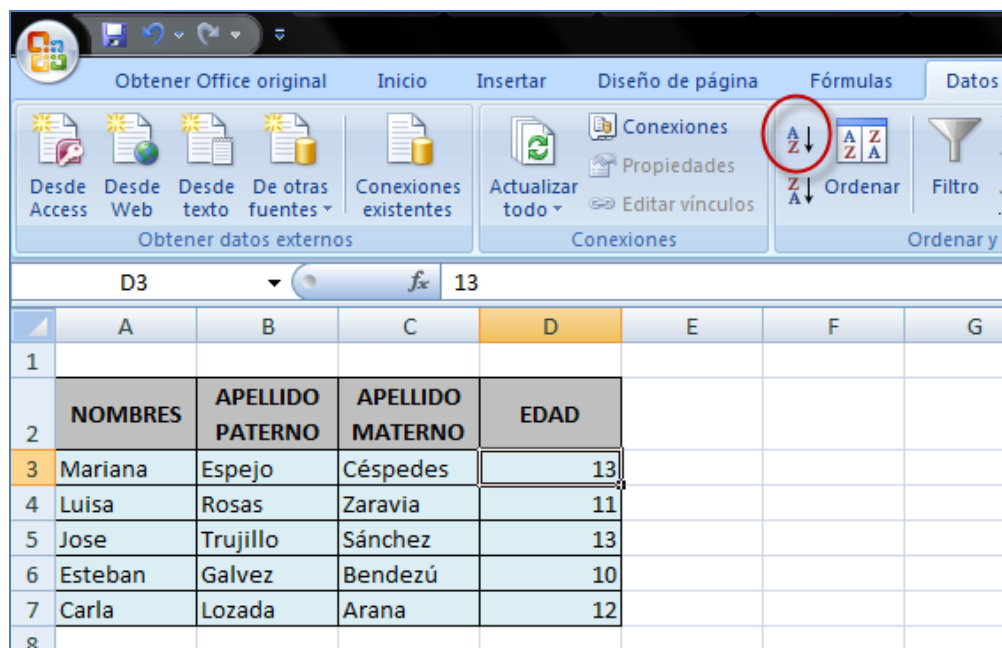 Obtener Office original Inicio Insertar Diseño de página Fórmulas Datos
Desde Access
Desde Web
Desde texto
De otras fuentes
Conexiones existentes
Obtener datos externos
Actualizar todo
Conexiones
Propiedades
Editar vínculos
Conexiones
A Z
Z A
A Z Z A
Ordenar
Filtro
Ordenar y
D3 fx 13
A B C D E F G
1
2 NOMBRES APELLIDO PATERNO APELLIDO MATERNO EDAD
3 Mariana Espejo Céspedes 13
4 Luisa Rosas Zaravia 11
5 Jose Trujillo Sánchez 13
6 Esteban Galvez Bendezú 10
7 Carla Lozada Arana 12
8